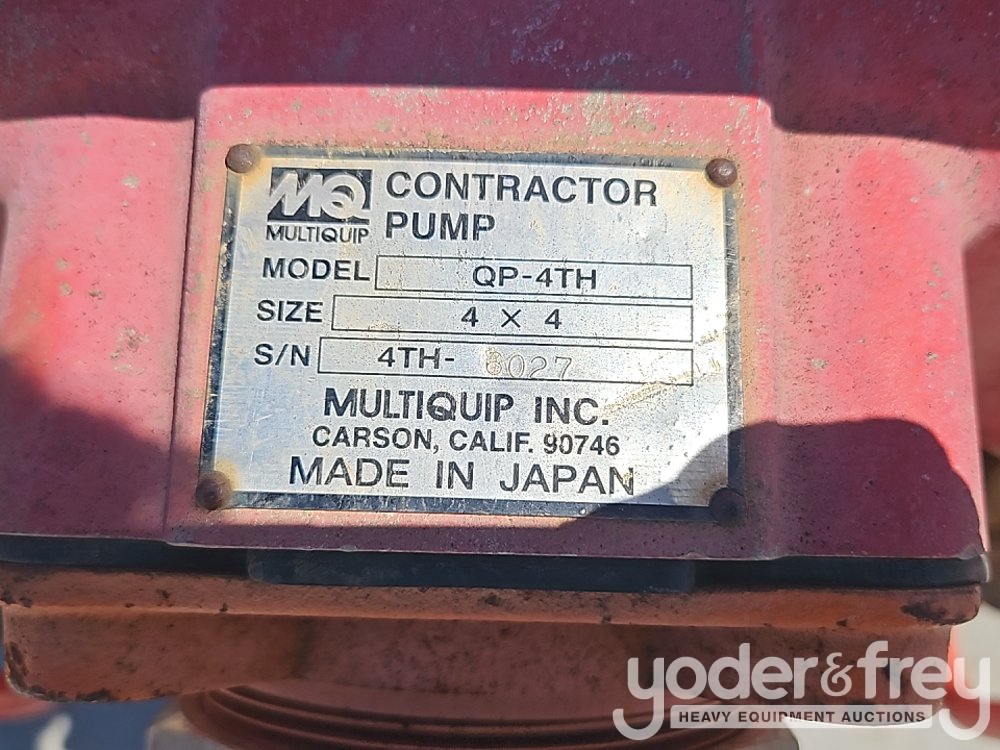 MQ CONTRACTOR
MULTIQUIP PUMP
MODEL QP-4TH
SIZE 4 × 4
S/N 4TH- 8027
MULTIQUIP INC.
CARSON, CALIF. 90746
MADE IN JAPAN
yoder&frey
HEAVY EQUIPMENT AUCTIONS